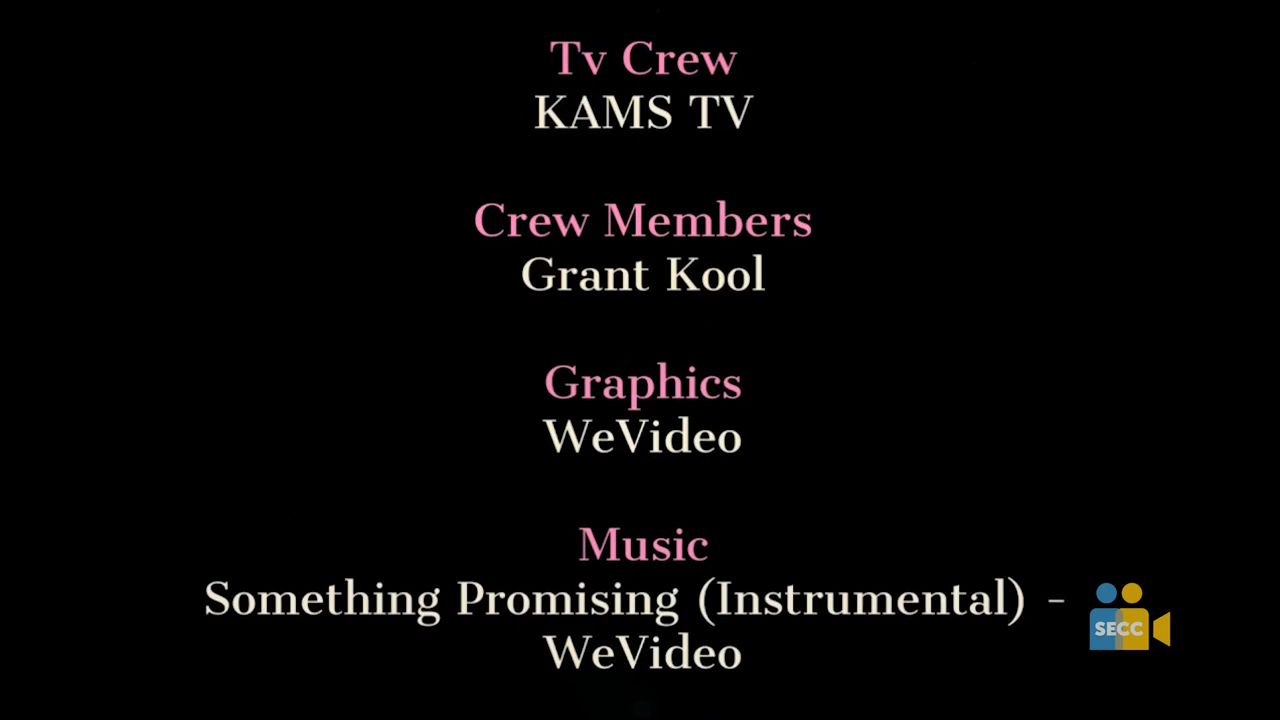 Tv Crew
KAMS TV
Crew Members
Grant Kool
Graphics
WeVideo
Music
Something Promising (Instrumental) -
WeVideo
SECC